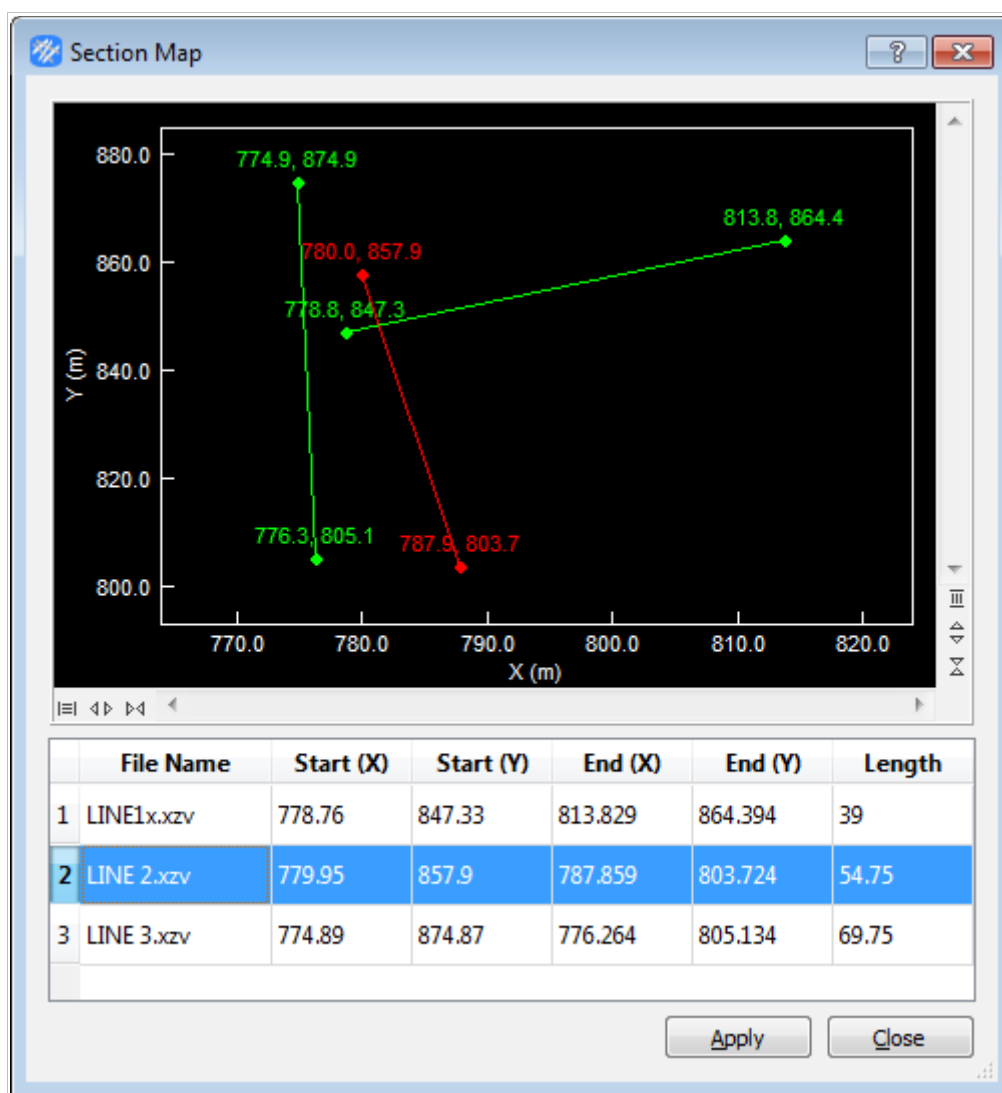 Section Map
880.0
774.9, 874.9
813.8, 864.4
860.0
780.0, 857.9
778.8, 847.3
Y (m)
840.0
820.0
776.3, 805.1
787.9, 803.7
800.0
770.0 780.0 790.0 800.0 810.0 820.0
X (m)
File Name Start (X) Start (Y) End (X) End (Y) Length
1 LINE1x.xzv 778.76 847.33 813.829 864.394 39
2 LINE 2.xzv 779.95 857.9 787.859 803.724 54.75
3 LINE 3.xzv 774.89 874.87 776.264 805.134 69.75
Apply Close